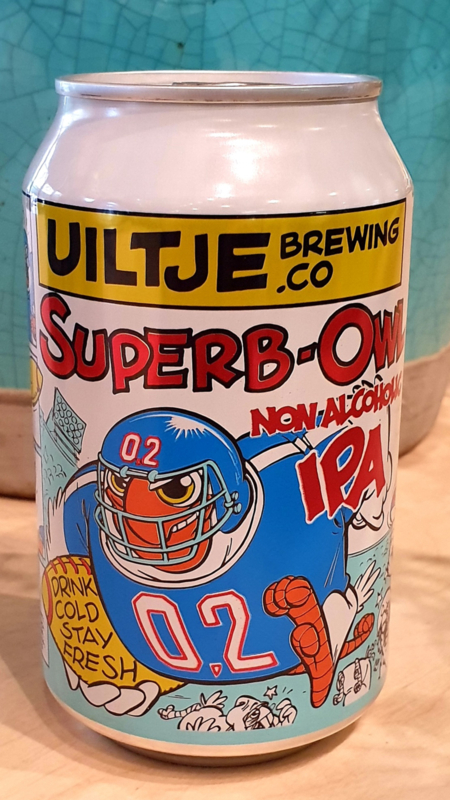 UILTJE BREWING
.CO
SUPERB-OWL
NON ALCOHOLIC
IPA
0.2
DRINK
COLD
STAY
FRESH
0.2